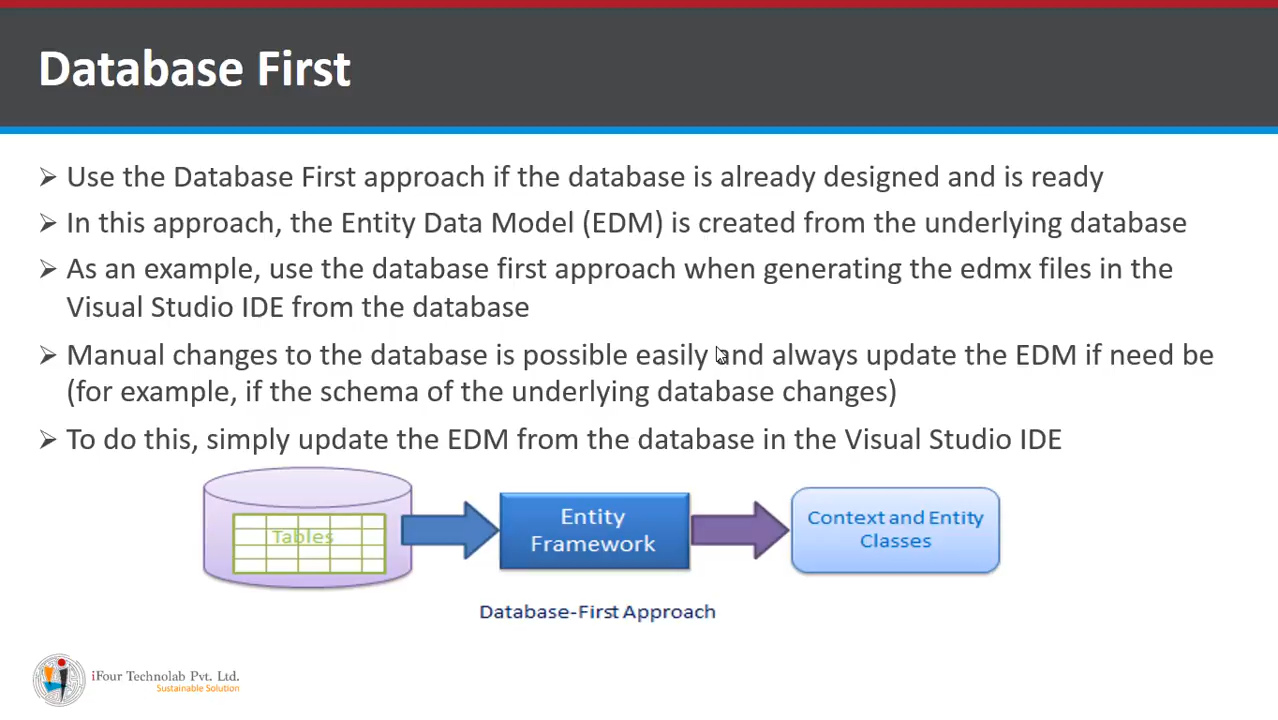 Database First
➢ Use the Database First approach if the database is already designed and is ready
➢ In this approach, the Entity Data Model (EDM) is created from the underlying database
➢ As an example, use the database first approach when generating the edmx files in the
Visual Studio IDE from the database
➢ Manual changes to the database is possible easily and always update the EDM if need be
(for example, if the schema of the underlying database changes)
➢ To do this, simply update the EDM from the database in the Visual Studio IDE
Tables
Entity
Framework
Context and Entity
Classes
Database-First Approach
iFour Technolab Pvt. Ltd.
Sustainable Solution